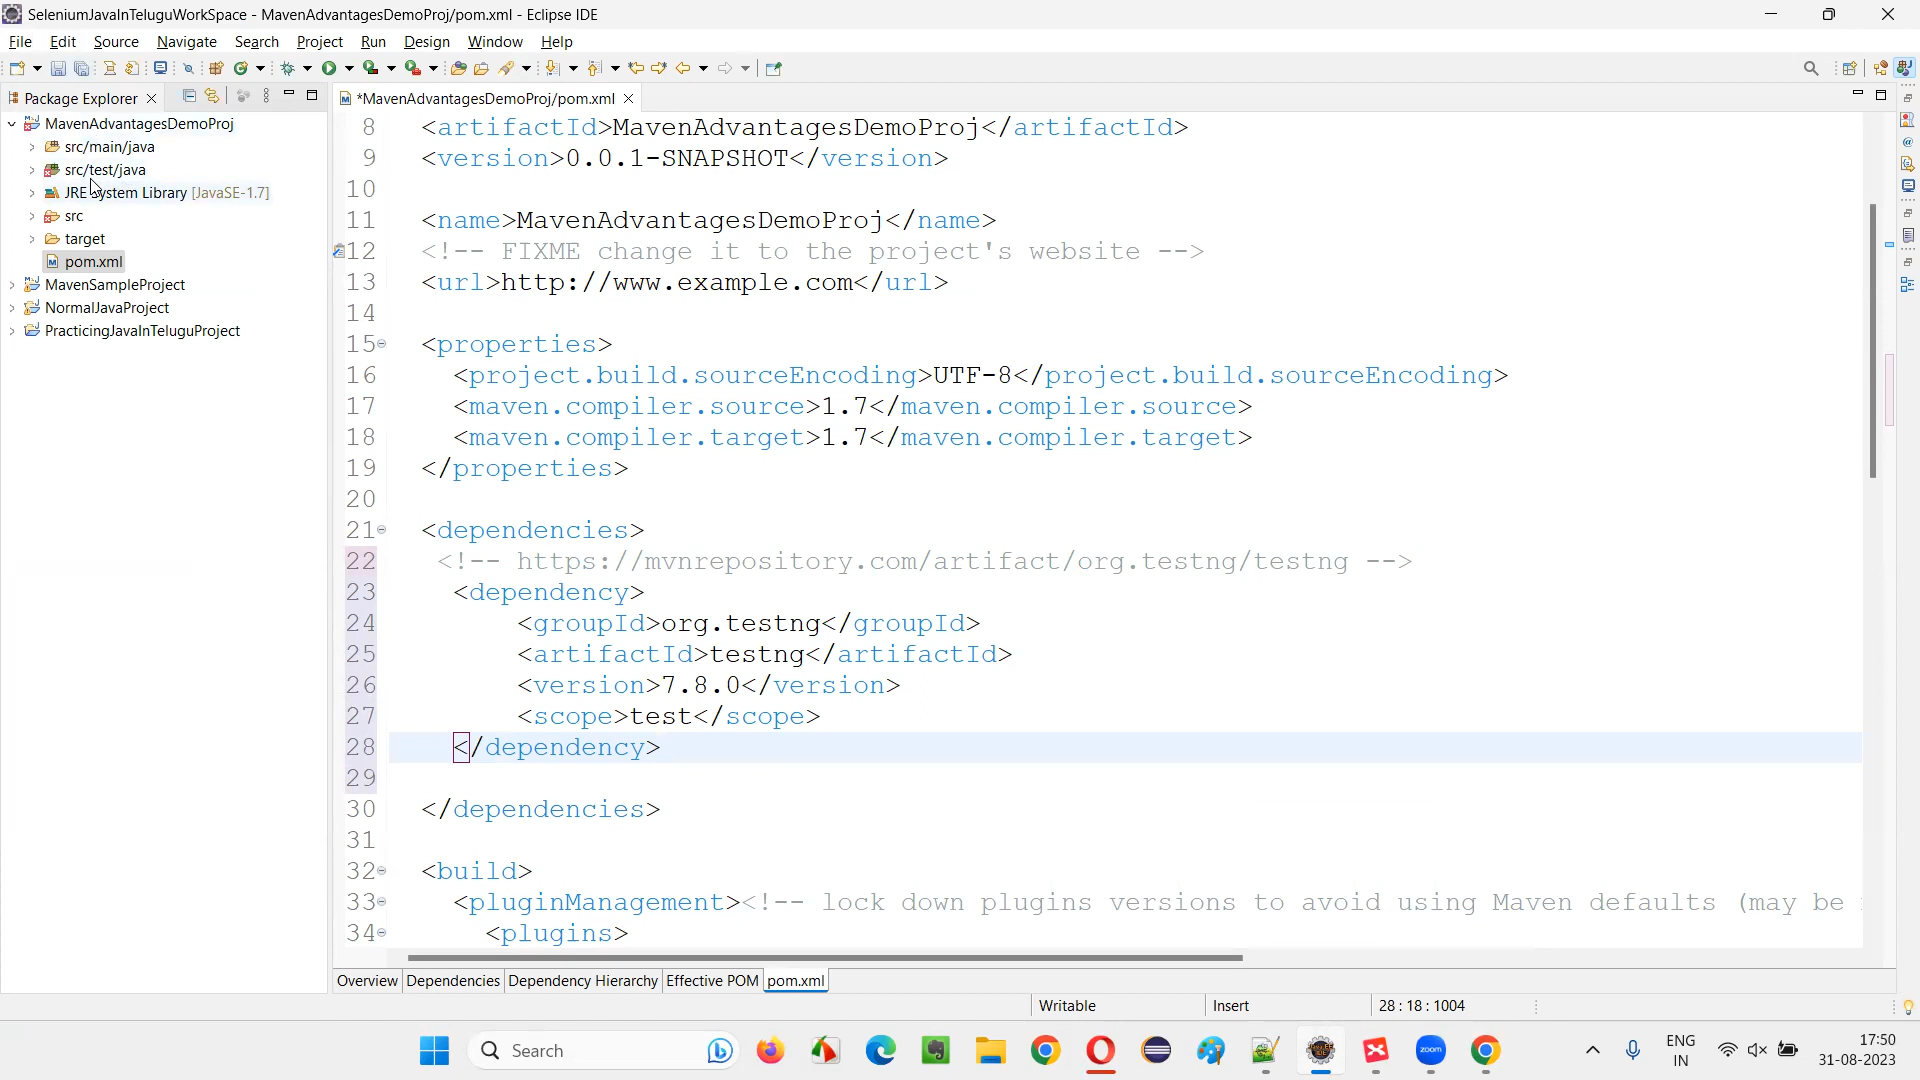 SeleniumJavaInTeluguWorkSpace - MavenAdvantagesDemoProj/pom.xml - Eclipse IDE
File Edit Source Navigate Search Project Run Design Window Help
Package Explorer
*MavenAdvantagesDemoProj/pom.xml
MavenAdvantagesDemoProj
src/main/java
src/test/java
JRE System Library [JavaSE-1.7]
src
target
pom.xml
MavenSampleProject
NormalJavaProject
PracticingJavaInTeluguProject
8 <artifactId>MavenAdvantagesDemoProj</artifactId>
9 <version>0.0.1-SNAPSHOT</version>
10
11 <name>MavenAdvantagesDemoProj</name>
12 <!-- FIXME change it to the project's website -->
13 <url>http://www.example.com</url>
14
15 <properties>
16 <project.build.sourceEncoding>UTF-8</project.build.sourceEncoding>
17 <maven.compiler.source>1.7</maven.compiler.source>
18 <maven.compiler.target>1.7</maven.compiler.target>
19 </properties>
20
21 <dependencies>
22 <!-- https://mvnrepository.com/artifact/org.testng/testng -->
23 <dependency>
24 <groupId>org.testng</groupId>
25 <artifactId>testng</artifactId>
26 <version>7.8.0</version>
27 <scope>test</scope>
28 </dependency>
29
30 </dependencies>
31
32 <build>
33 <pluginManagement><!-- lock down plugins versions to avoid using Maven defaults (may be
34 <plugins>
Overview Dependencies Dependency Hierarchy Effective POM pom.xml
Writable Insert 28 : 18 : 1004
Search
zoom
ENG
IN
17:50
31-08-2023